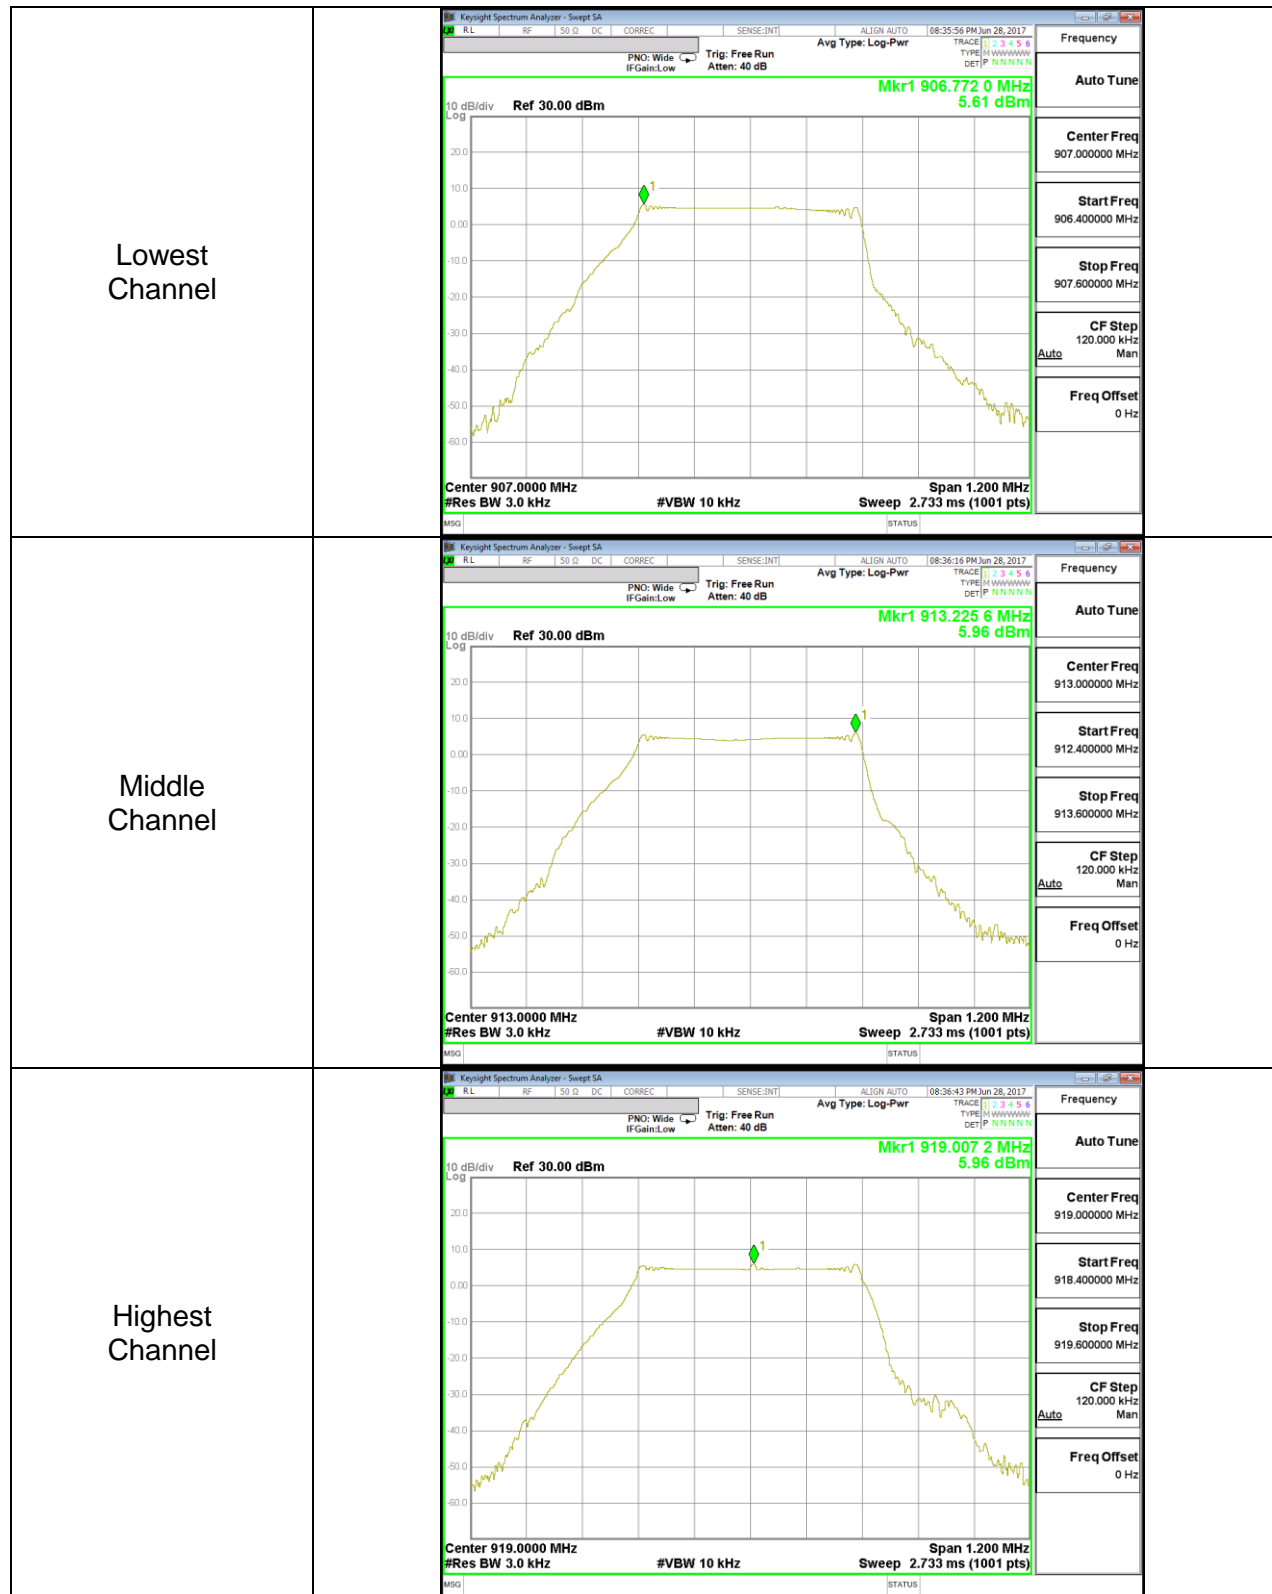 Lowest
Channel
Keysight Spectrum Analyzer - Swept SA
RL RF 50 Ω DC CORREC SENSE:INT ALIGN AUTO 08:35:56 PM Jun 28, 2017
Avg Type: Log-Pwr
TRACE 1 2 3 4 5 6
TYPE M WWWWW
DET P N N N N N
PNO: Wide
IFGain:Low
Trig: Free Run
Atten: 40 dB
Mkr1 906.772 0 MHz
5.61 dBm
10 dB/div Ref 30.00 dBm
Log
1
20.0
10.0
0.00
-10.0
-20.0
-30.0
-40.0
-50.0
-60.0
Center 907.0000 MHz Span 1.200 MHz
#Res BW 3.0 kHz #VBW 10 kHz Sweep 2.733 ms (1001 pts)
MSG STATUS
Frequency
Auto Tune
Center Freq
907.000000 MHz
Start Freq
906.400000 MHz
Stop Freq
907.600000 MHz
CF Step
120.000 kHz
Auto Man
Freq Offset
0 Hz
Middle
Channel
Keysight Spectrum Analyzer - Swept SA
RL RF 50 Ω DC CORREC SENSE:INT ALIGN AUTO 08:36:16 PM Jun 28, 2017
Avg Type: Log-Pwr
TRACE 1 2 3 4 5 6
TYPE M WWWWW
DET P N N N N N
PNO: Wide
IFGain:Low
Trig: Free Run
Atten: 40 dB
Mkr1 913.225 6 MHz
5.96 dBm
10 dB/div Ref 30.00 dBm
Log
1
20.0
10.0
0.00
-10.0
-20.0
-30.0
-40.0
-50.0
-60.0
Center 913.0000 MHz Span 1.200 MHz
#Res BW 3.0 kHz #VBW 10 kHz Sweep 2.733 ms (1001 pts)
MSG STATUS
Frequency
Auto Tune
Center Freq
913.000000 MHz
Start Freq
912.400000 MHz
Stop Freq
913.600000 MHz
CF Step
120.000 kHz
Auto Man
Freq Offset
0 Hz
Highest
Channel
Keysight Spectrum Analyzer - Swept SA
RL RF 50 Ω DC CORREC SENSE:INT ALIGN AUTO 08:36:43 PM Jun 28, 2017
Avg Type: Log-Pwr
TRACE 1 2 3 4 5 6
TYPE M WWWWW
DET P N N N N N
PNO: Wide
IFGain:Low
Trig: Free Run
Atten: 40 dB
Mkr1 919.007 2 MHz
5.96 dBm
10 dB/div Ref 30.00 dBm
Log
1
20.0
10.0
0.00
-10.0
-20.0
-30.0
-40.0
-50.0
-60.0
Center 919.0000 MHz Span 1.200 MHz
#Res BW 3.0 kHz #VBW 10 kHz Sweep 2.733 ms (1001 pts)
MSG STATUS
Frequency
Auto Tune
Center Freq
919.000000 MHz
Start Freq
918.400000 MHz
Stop Freq
919.600000 MHz
CF Step
120.000 kHz
Auto Man
Freq Offset
0 Hz